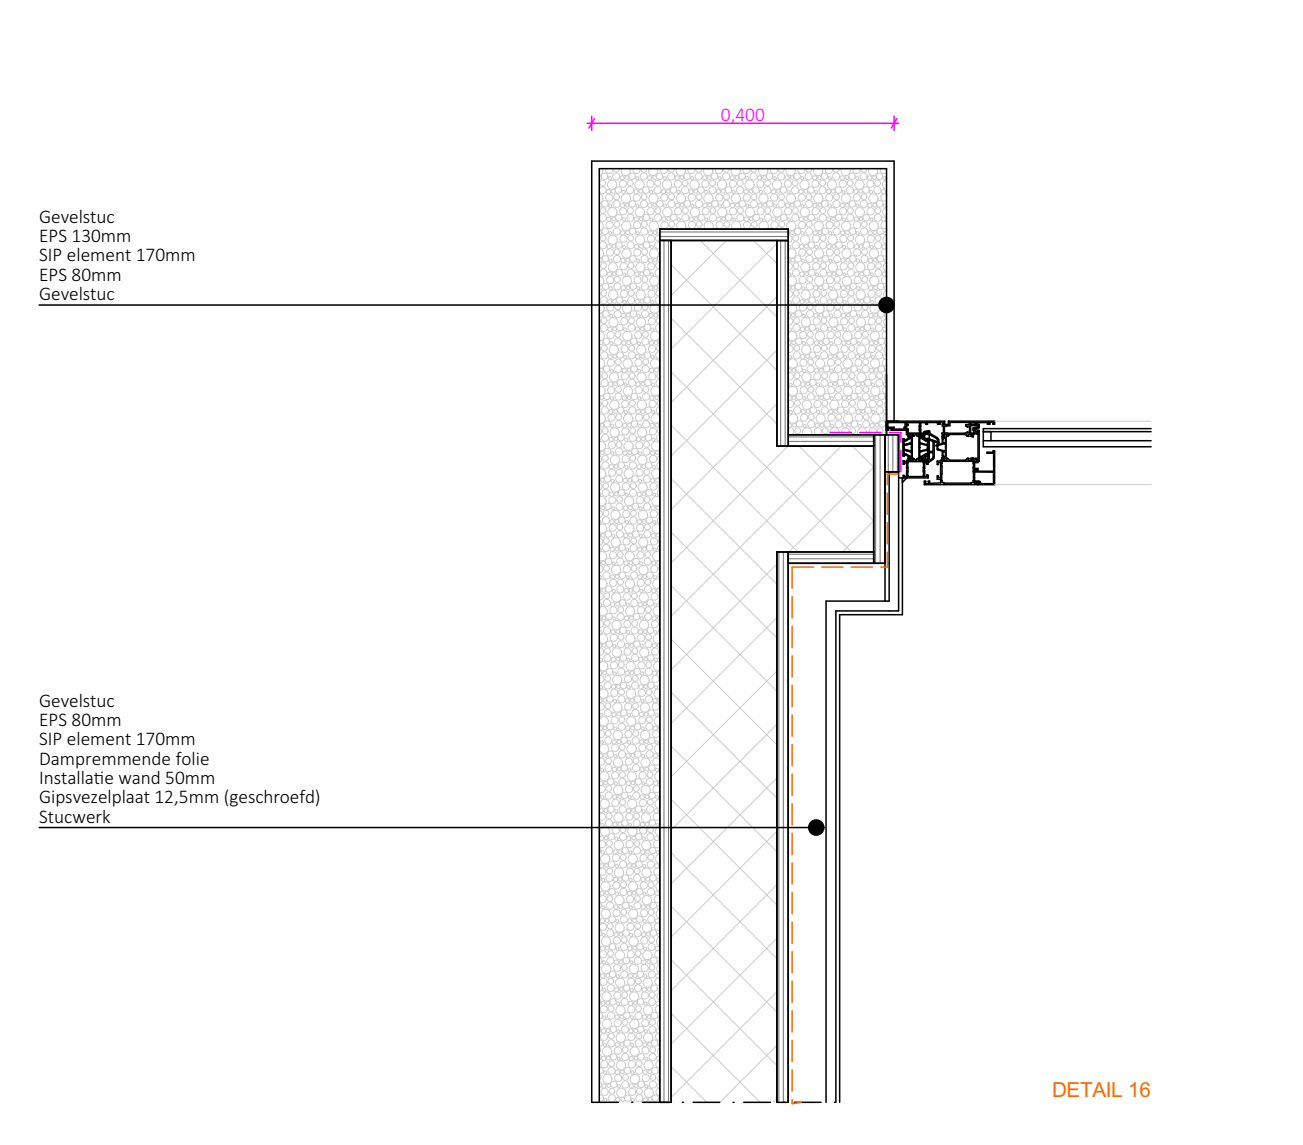 0,400
Gevelstuc
EPS 130mm
SIP element 170mm
EPS 80mm
Gevelstuc
Gevelstuc
EPS 80mm
SIP element 170mm
Dampremmende folie
Installatie wand 50mm
Gipsvezelplaat 12,5mm (geschroefd)
Stucwerk
DETAIL 16